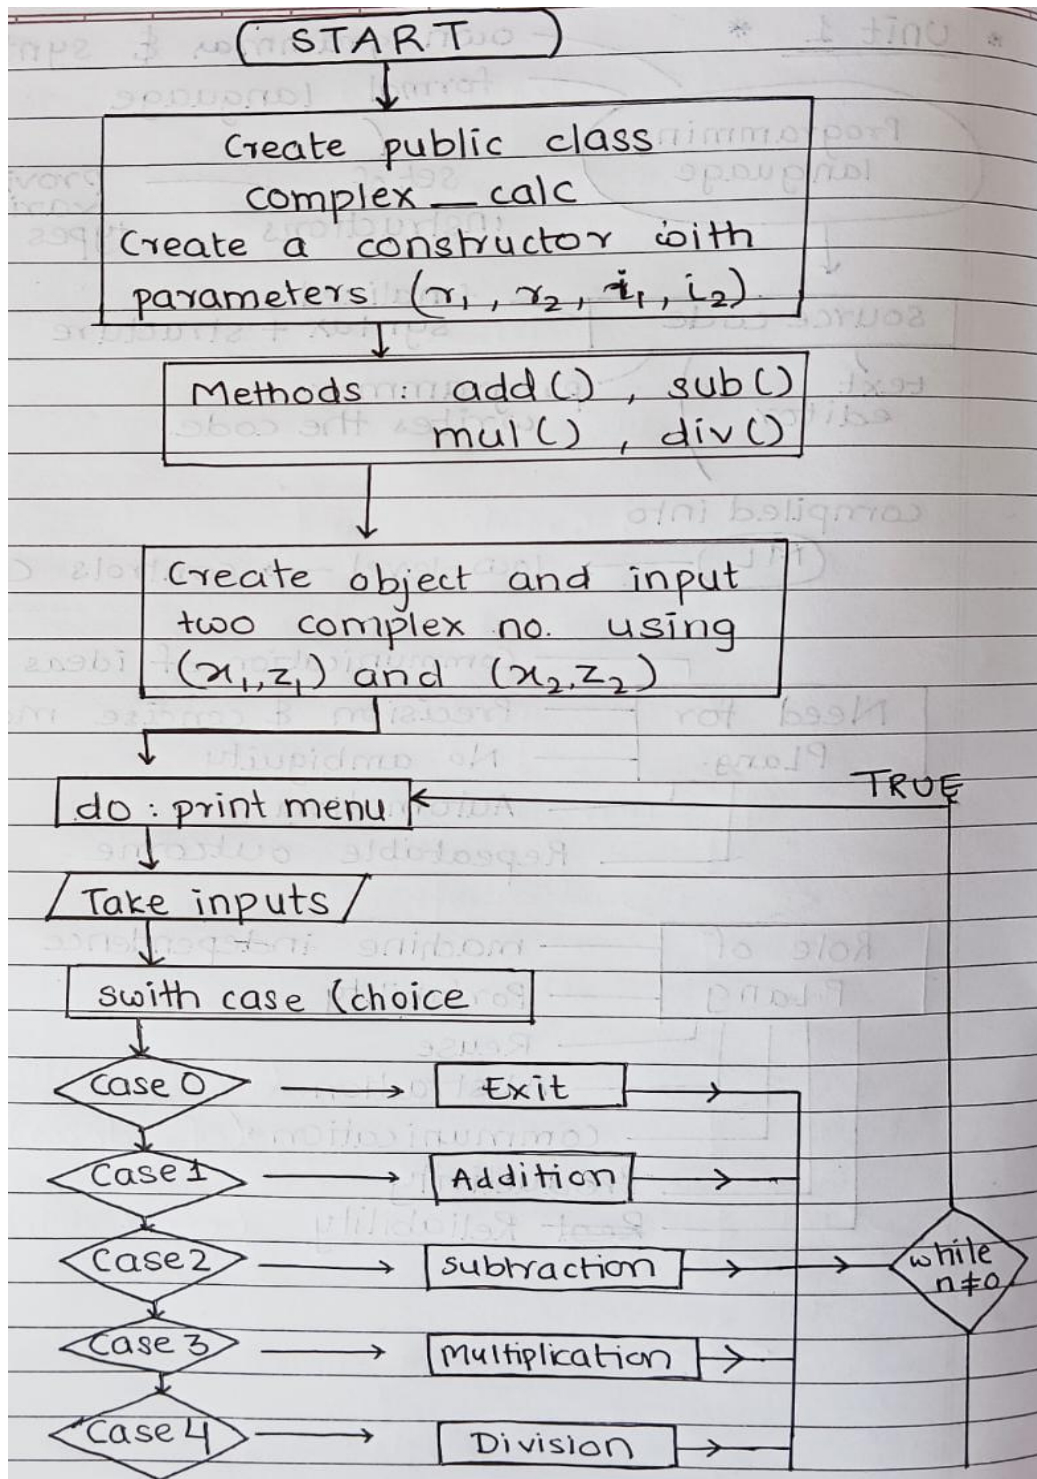 START
Create public class
complex _ calc
Create a constructor with
parameters (r₁, r₂, i₁, i₂)
Methods : add() , sub()
mul() , div()
Create object and input
two complex no. using
(x₁,z₁) and (x₂,z₂)
do : print menu
TRUE
Take inputs
swith case (choice
Case 0
Exit
Case 1
Addition
Case 2
subtraction
while
n≠0
Case 3
Multiplication
Case 4
Division